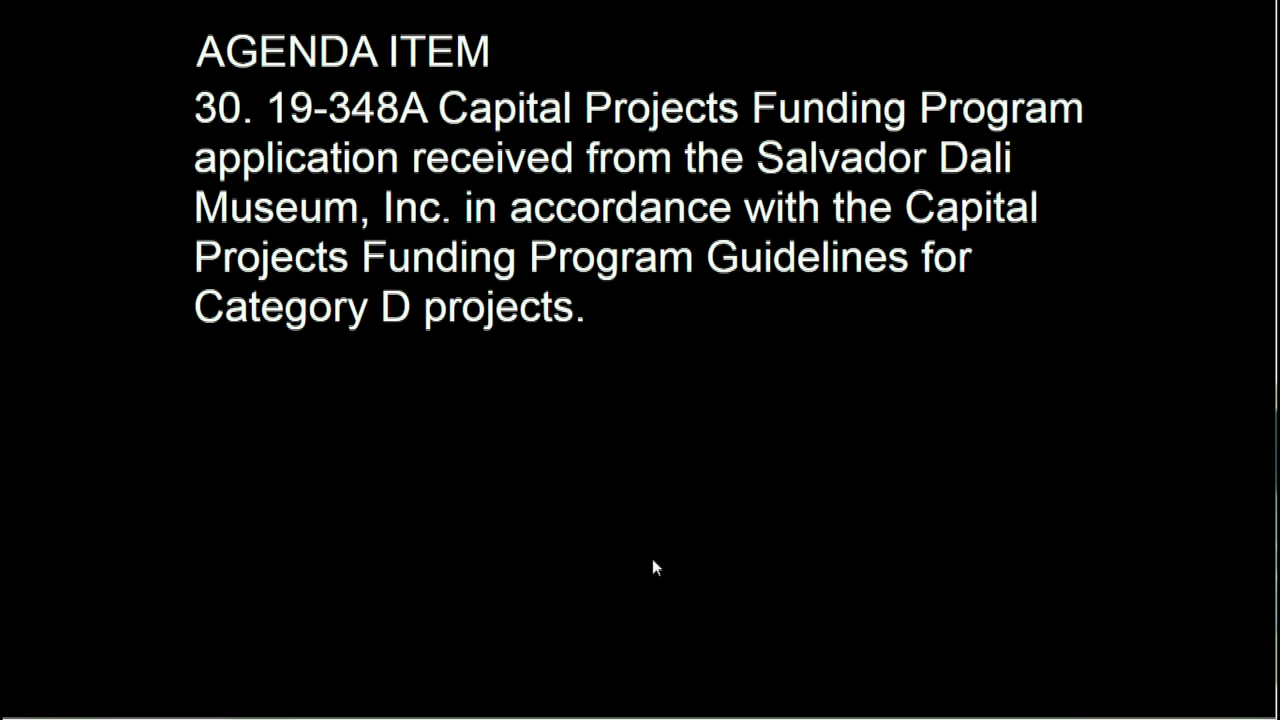 AGENDA ITEM
30. 19-348A Capital Projects Funding Program
application received from the Salvador Dali
Museum, Inc. in accordance with the Capital
Projects Funding Program Guidelines for
Category D projects.